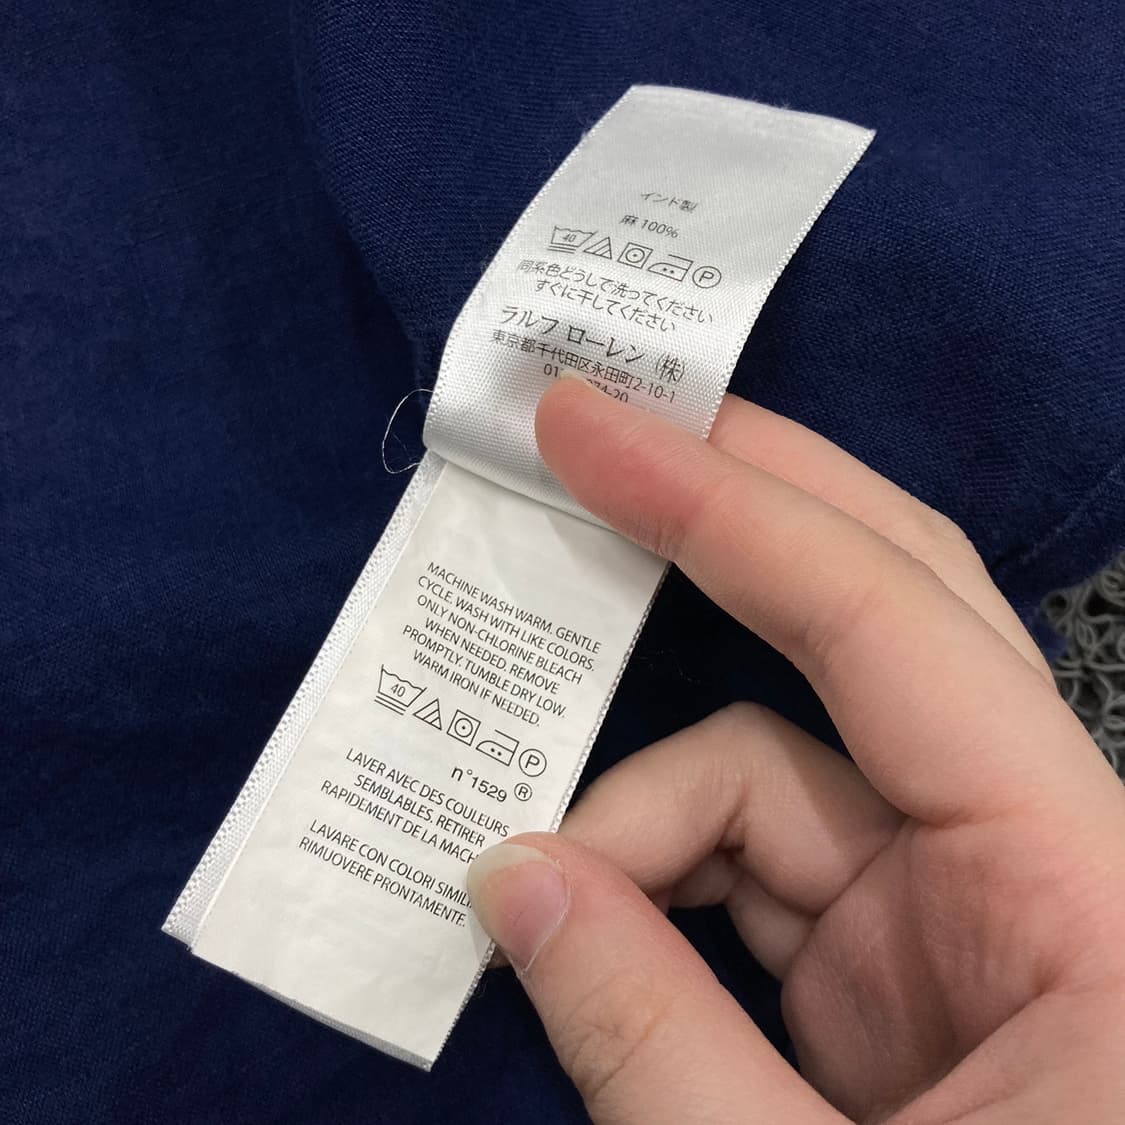 インド製
麻 100%
40 P
同系色どうしで洗ってください
すぐに干してください
ラルフ ローレン (株)
東京都千代田区永田町2-10-1
MACHINE WASH WARM. GENTLE
CYCLE. WASH WITH LIKE COLORS.
ONLY NON-CHLORINE BLEACH
WHEN NEEDED. REMOVE
PROMPTLY. TUMBLE DRY LOW.
WARM IRON IF NEEDED.
40 P
n°1529 ®
LAVER AVEC DES COULEURS
SEMBLABLES. RETIRER
RAPIDEMENT DE LA
LAVARE CON COLORI
RIMUOVERE PRONTAMENTE.